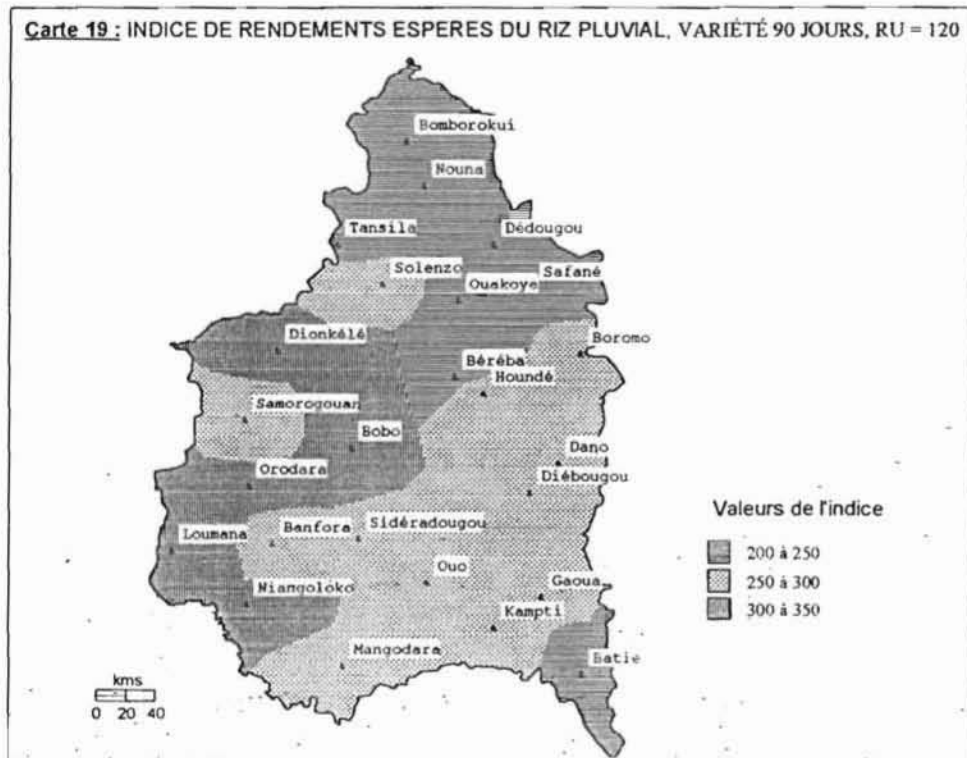 Carte 19 : INDICE DE RENDEMENTS ESPERES DU RIZ PLUVIAL, VARIÉTÉ 90 JOURS, RU = 120
Bomborokui
Nouna
Tansila
Dédougou
Solenzo
Safané
Ouakoye
Dionkélé
Boromo
Béréba
Houndé
Samorogouan
Bobo
Dano
Orodara
Diébougou
Valeurs de l'indice
Loumana
Banfora
Sidéradougou
200 à 250
Ouo
250 à 300
Niangoloko
Gaoua
300 à 350
Kampti
Mangodara
Batie
kms
0 20 40